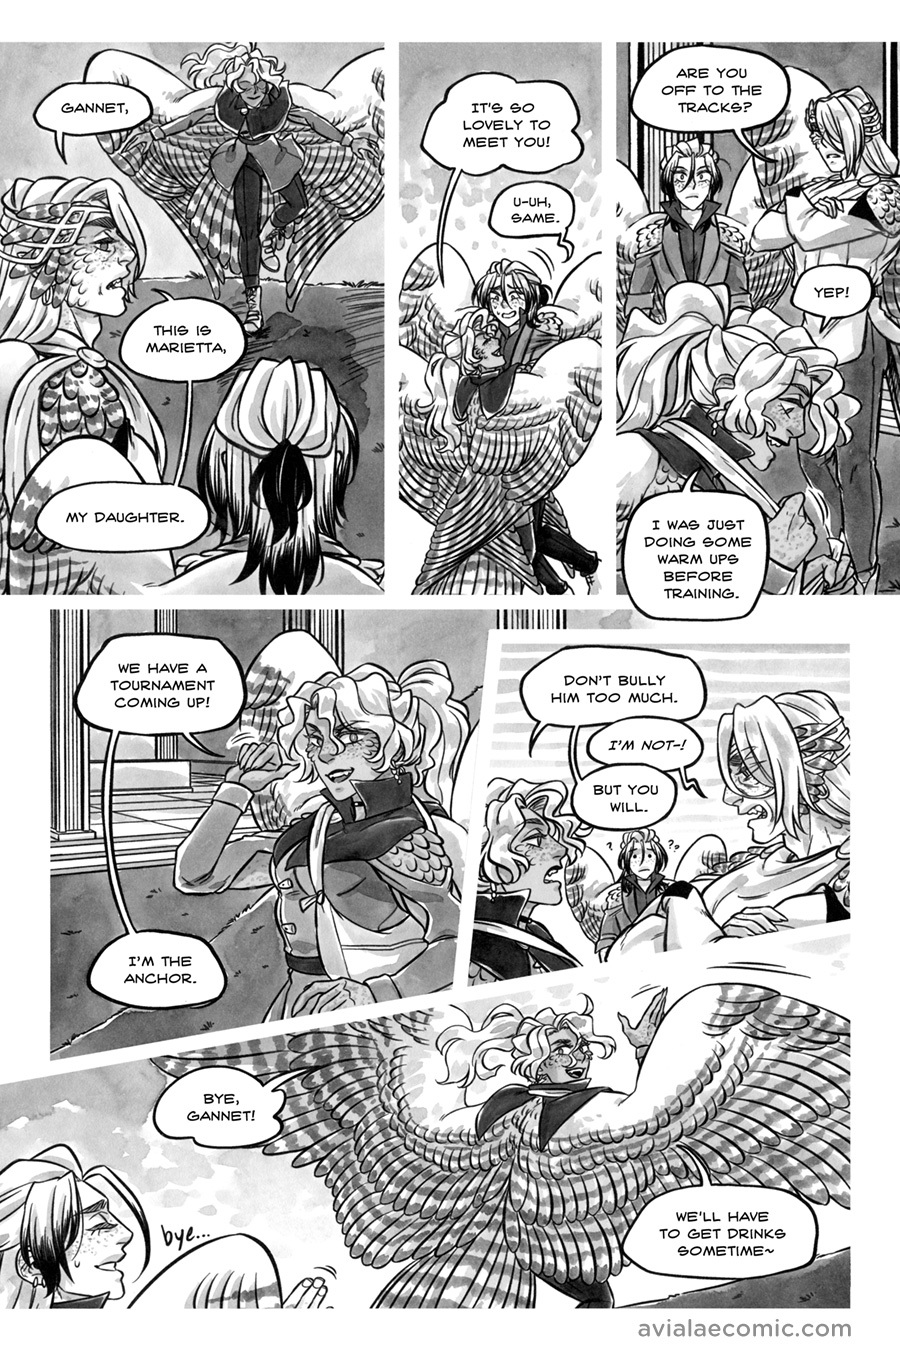 GANNET,
THIS IS
MARIETTA,
MY DAUGHTER.
IT'S SO
LOVELY TO
MEET YOU!
U-UH,
SAME.
ARE YOU
OFF TO THE
TRACKS?
YEP!
I WAS JUST
DOING SOME
WARM UPS
BEFORE
TRAINING.
WE HAVE A
TOURNAMENT
COMING UP!
I'M THE
ANCHOR.
DON'T BULLY
HIM TOO MUCH.
I'M NOT-!
BUT YOU
WILL.
?
??
BYE,
GANNET!
bye...
WE'LL HAVE
TO GET DRINKS
SOMETIME~
avialaecomic.com